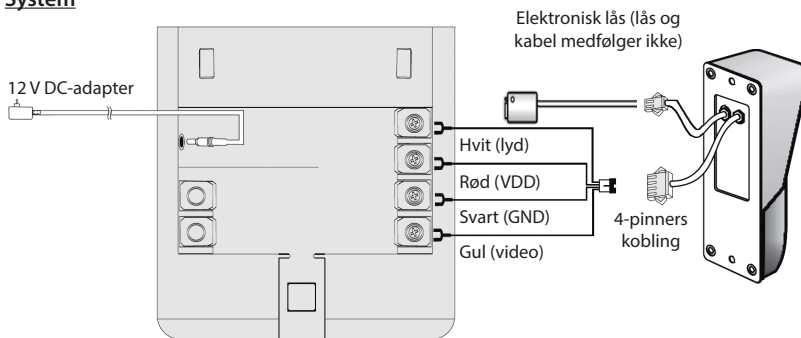 System
Elektronisk lås (lås og
kabel medfølger ikke)
12 V DC-adapter
Hvit (lyd)
Rød (VDD)
Svart (GND)
Gul (video)
4-pinners
kobling